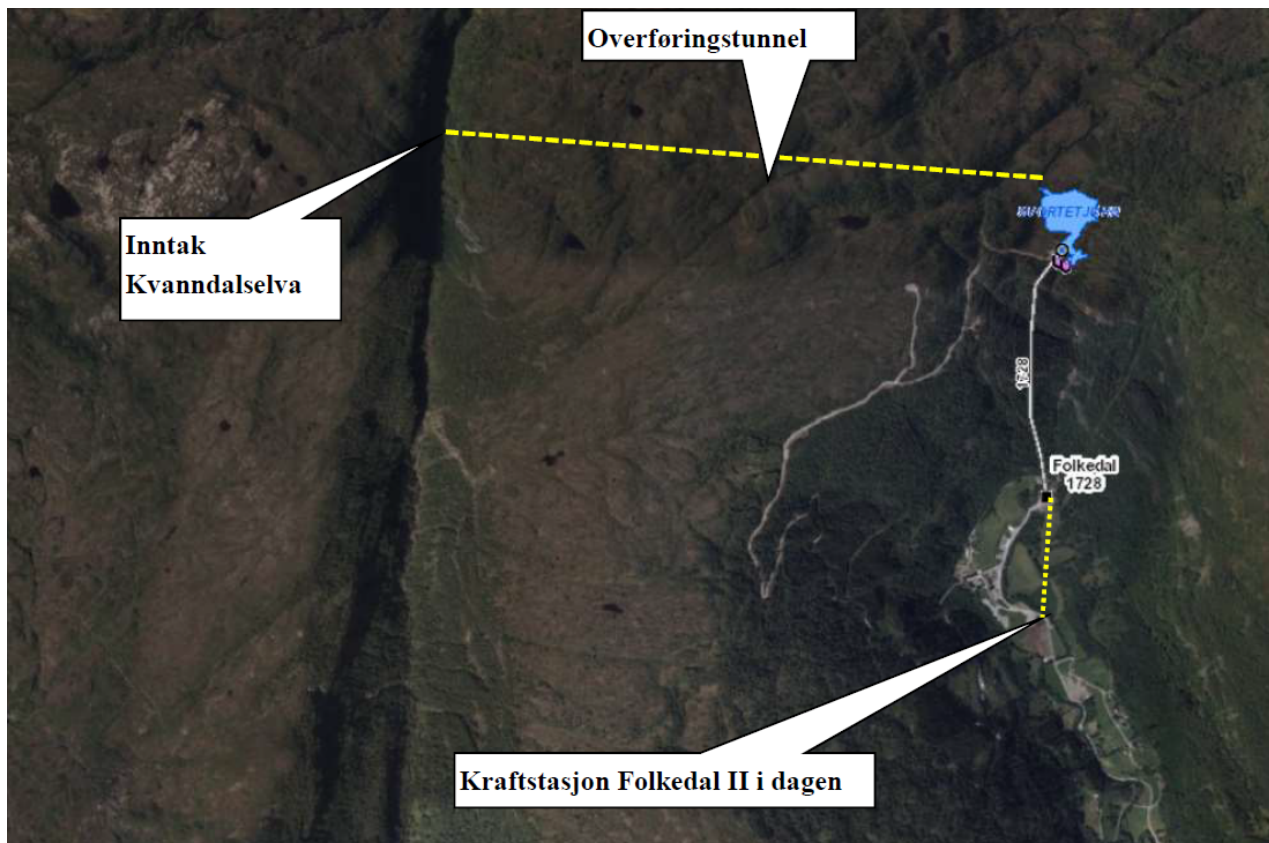 Overføringstunnel
Inntak
Kvanndalselva
1728
Folkedal
1728
Kraftstasjon Folkedal II i dagen